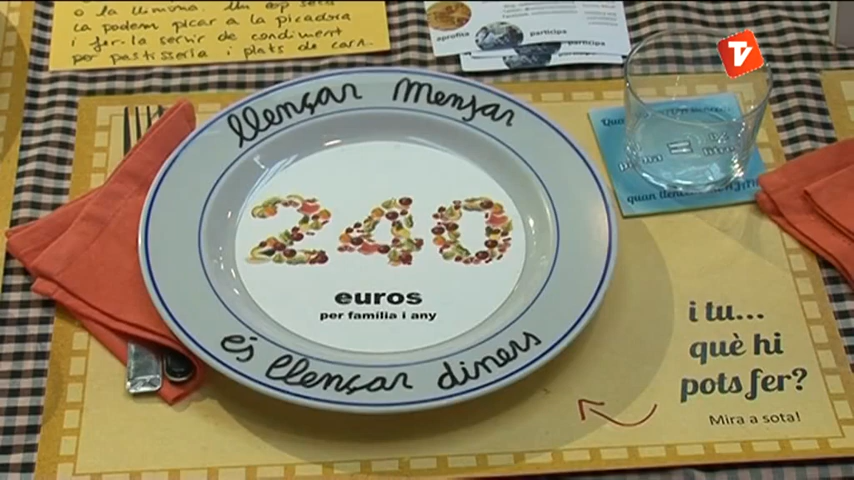 o la llimona. Un cop seca
ca podem picar a la picadora
i fer-la servir de condiment
per pastisseria i plats de carn.
aprofita
participa
participa
TV
llençar Menjar
240
euros
per família i any
és llençar diners
quan llences
i tu...
què hi
pots fer?
Mira a sota!